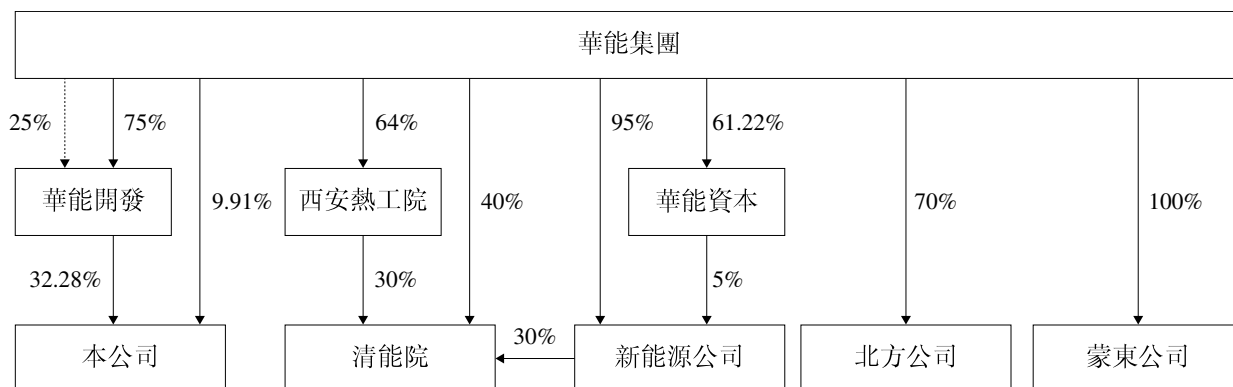 華能集團
25%
75%
64%
95%
61.22%
華能開發
9.91%
西安熱工院
40%
華能資本
70%
100%
32.28%
30%
5%
本公司
清能院
30%
新能源公司
北方公司
蒙東公司